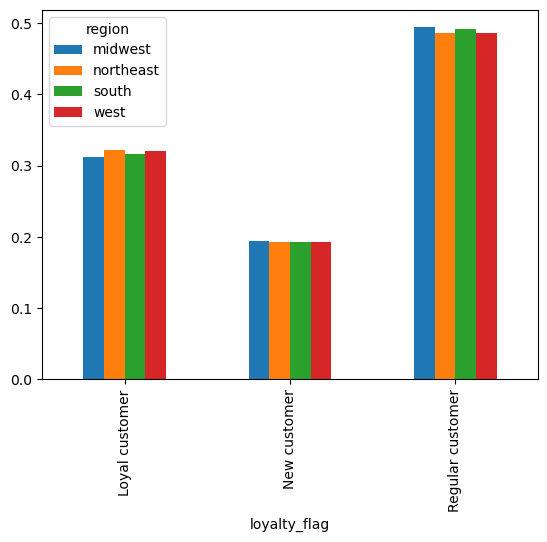 region
midwest
northeast
south
west
0.5
0.4
0.3
0.2
0.1
0.0
Loyal customer
New customer
Regular customer
loyalty_flag